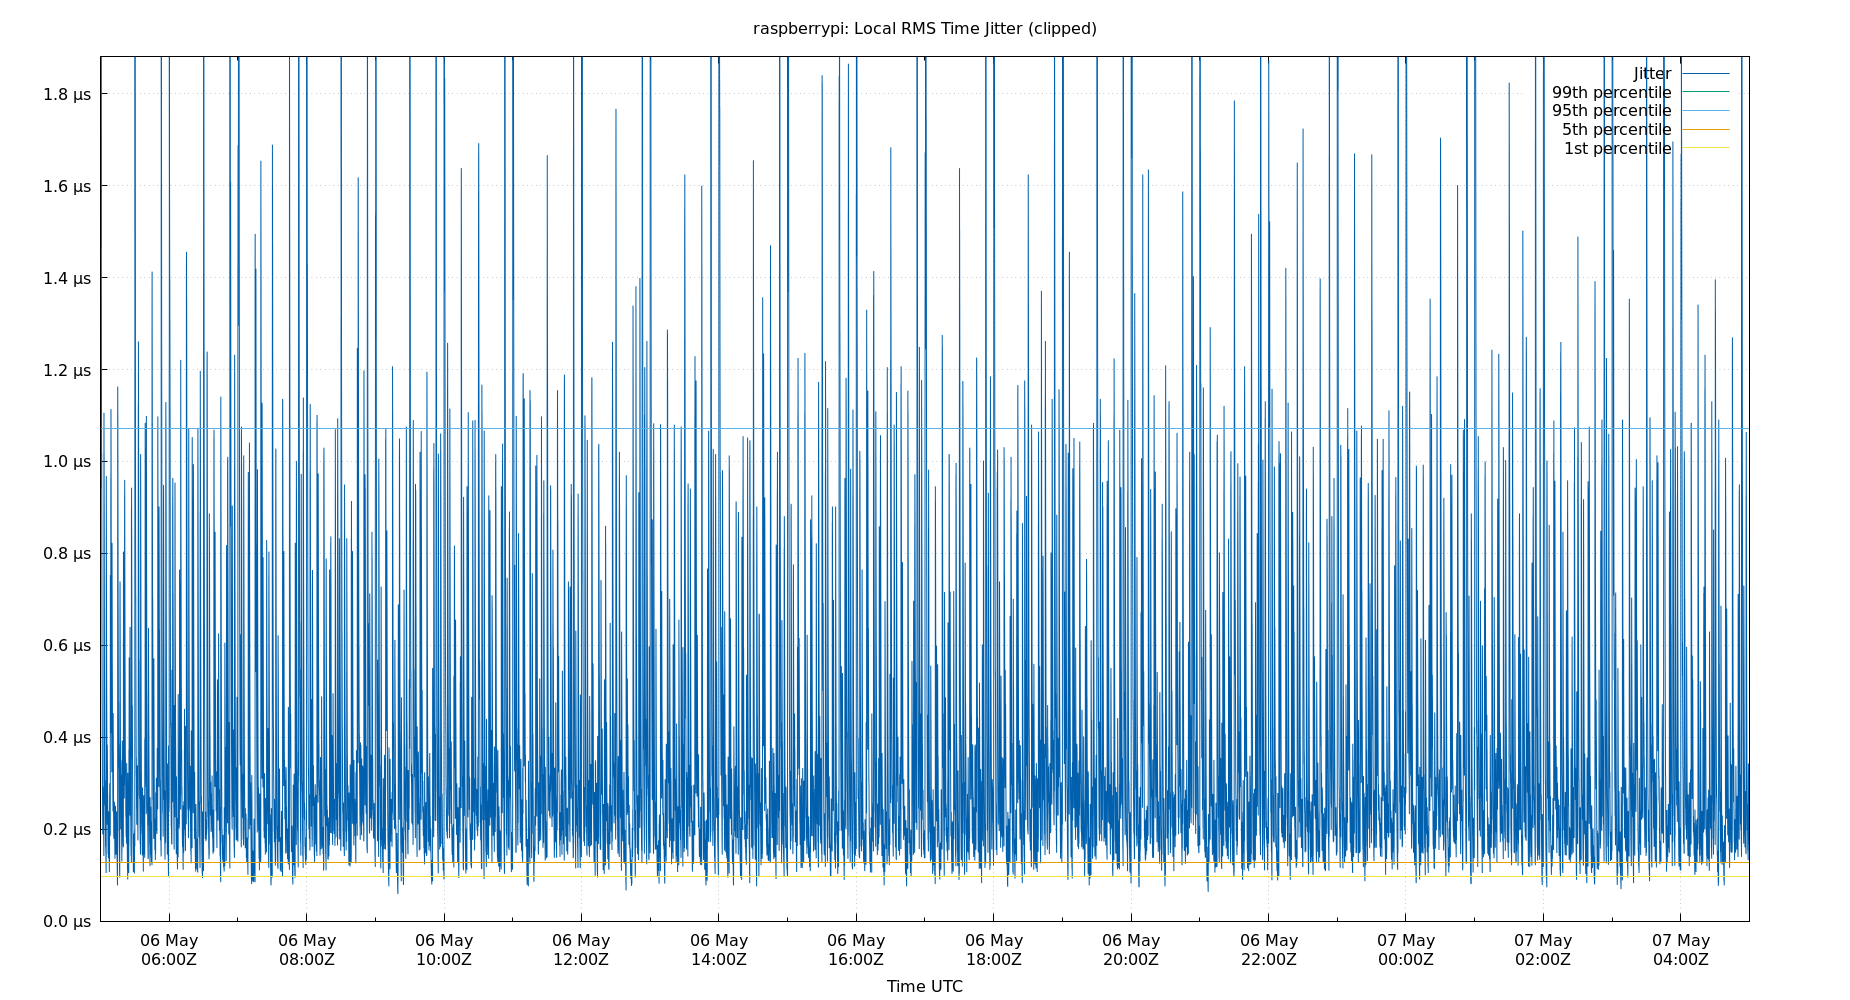 raspberrypi: Local RMS Time Jitter (clipped)
Jitter
99th percentile
95th percentile
5th percentile
1st percentile
1.8 µs
1.6 µs
1.4 µs
1.2 µs
1.0 µs
0.8 µs
0.6 µs
0.4 µs
0.2 µs
0.0 µs
06 May 06 May 06 May 06 May 06 May 06 May 06 May 06 May 06 May 07 May 07 May 07 May
06:00Z 08:00Z 10:00Z 12:00Z 14:00Z 16:00Z 18:00Z 20:00Z 22:00Z 00:00Z 02:00Z 04:00Z
Time UTC